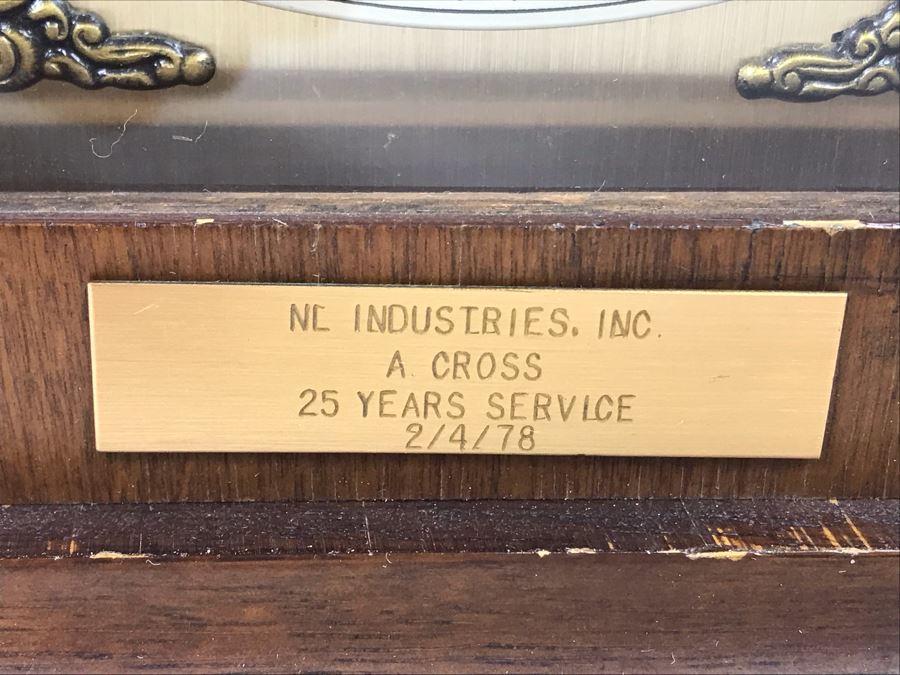 NL INDUSTRIES, INC.
A. CROSS
25 YEARS SERVICE
2/4/78